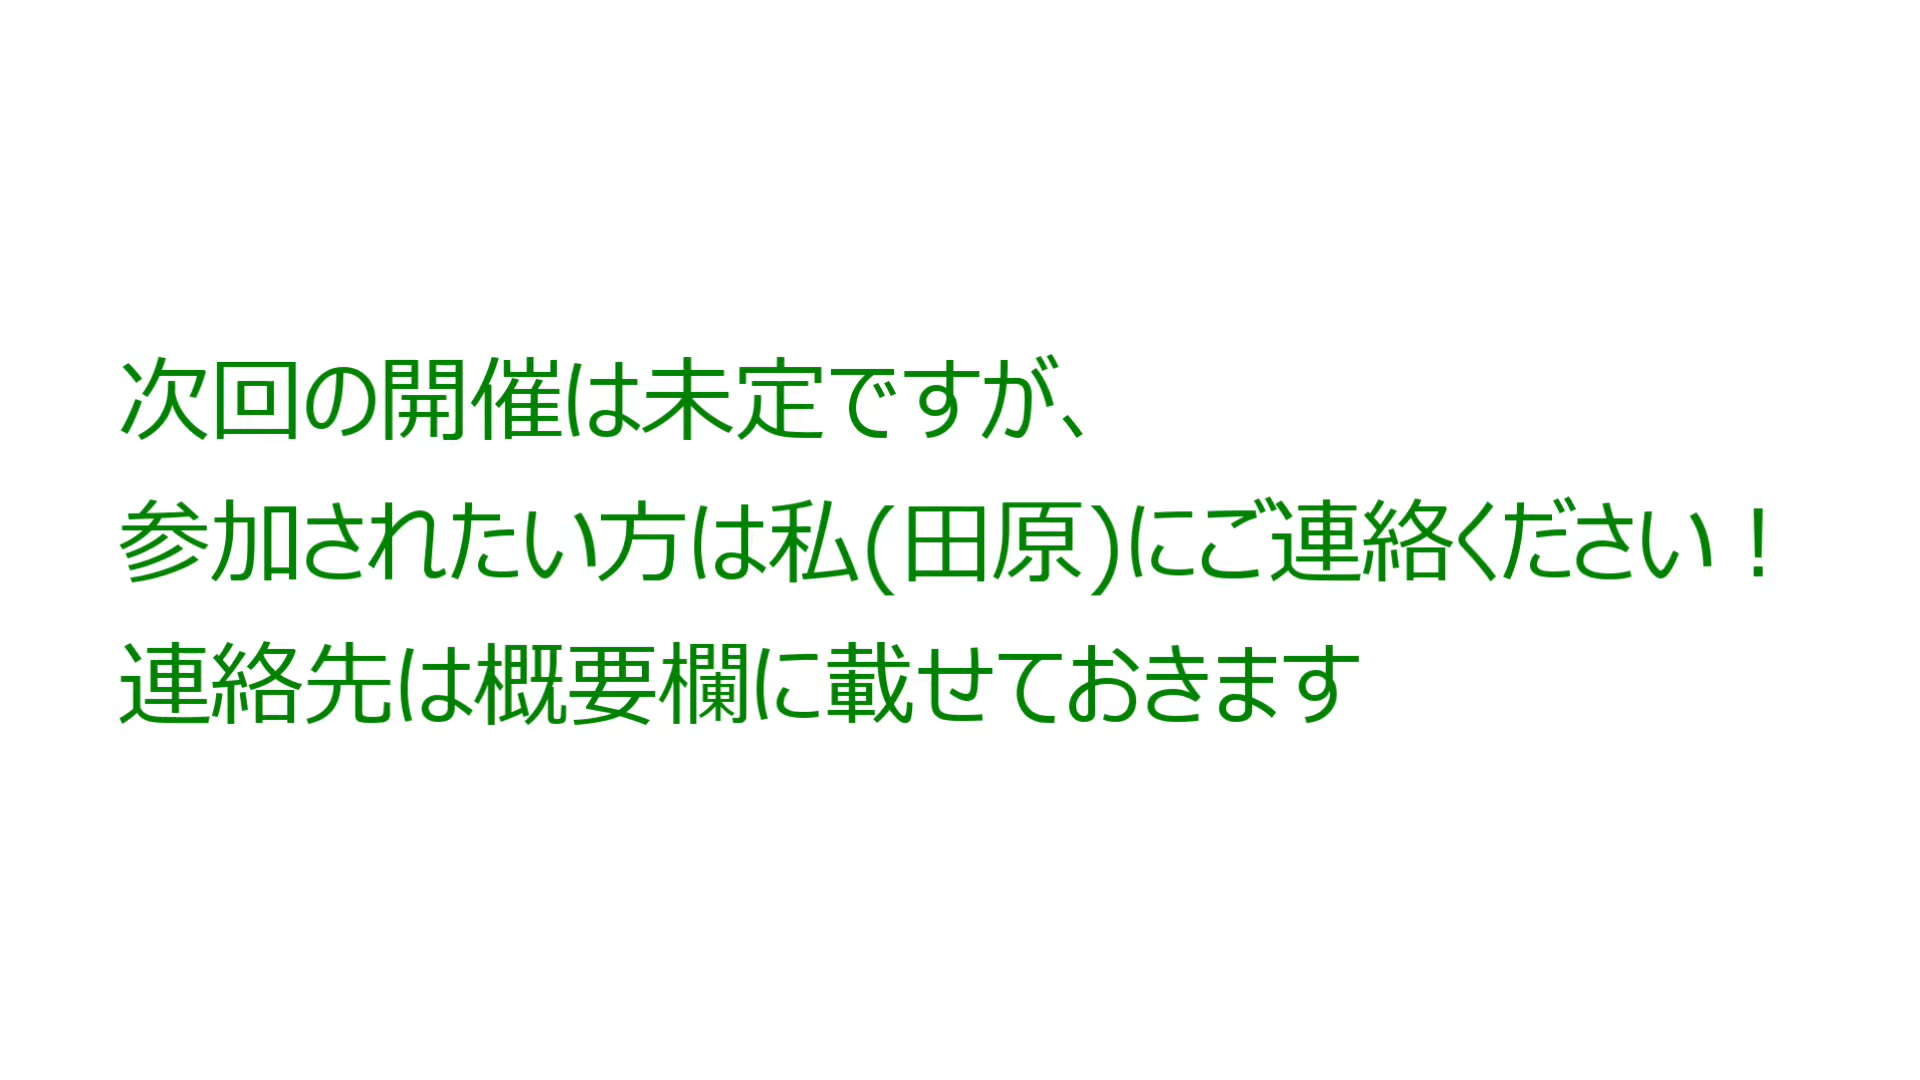 次回の開催は未定ですが、
参加されたい方は私(田原)にご連絡ください！
連絡先は概要欄に載せておきます